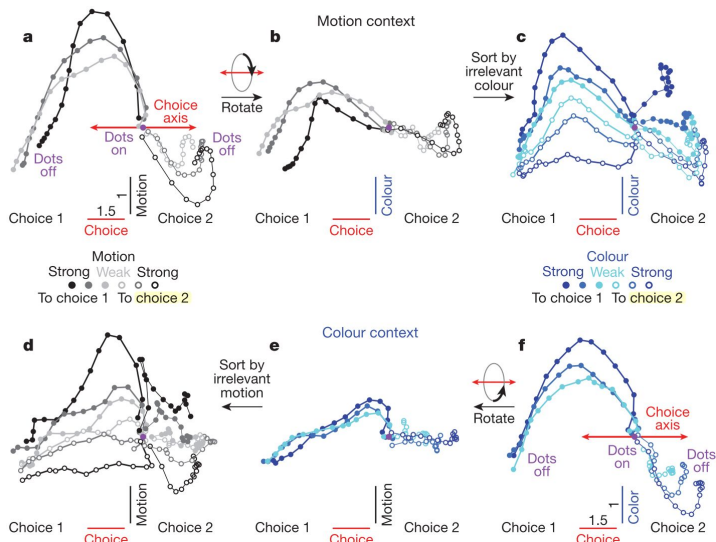 Motion context
a
b
c
Rotate
Sort by
irrelevant
colour
Choice
axis
Dots
on
Dots
off
Dots
off
1
1.5
Motion
Choice
Choice 1
Choice 2
Colour
Choice
Choice 1
Choice 2
Colour
Choice
Choice 1
Choice 2
Motion
Strong Weak Strong
To choice 1 To choice 2
Colour
Strong Weak Strong
To choice 1 To choice 2
Colour context
d
e
f
Sort by
irrelevant
motion
Rotate
Choice
axis
Dots
on
Dots
off
Dots
off
Motion
Choice 1
Choice 2
Choice
Motion
Choice 1
Choice 2
Choice
1
1.5
Color
Choice 1
Choice 2
Choice